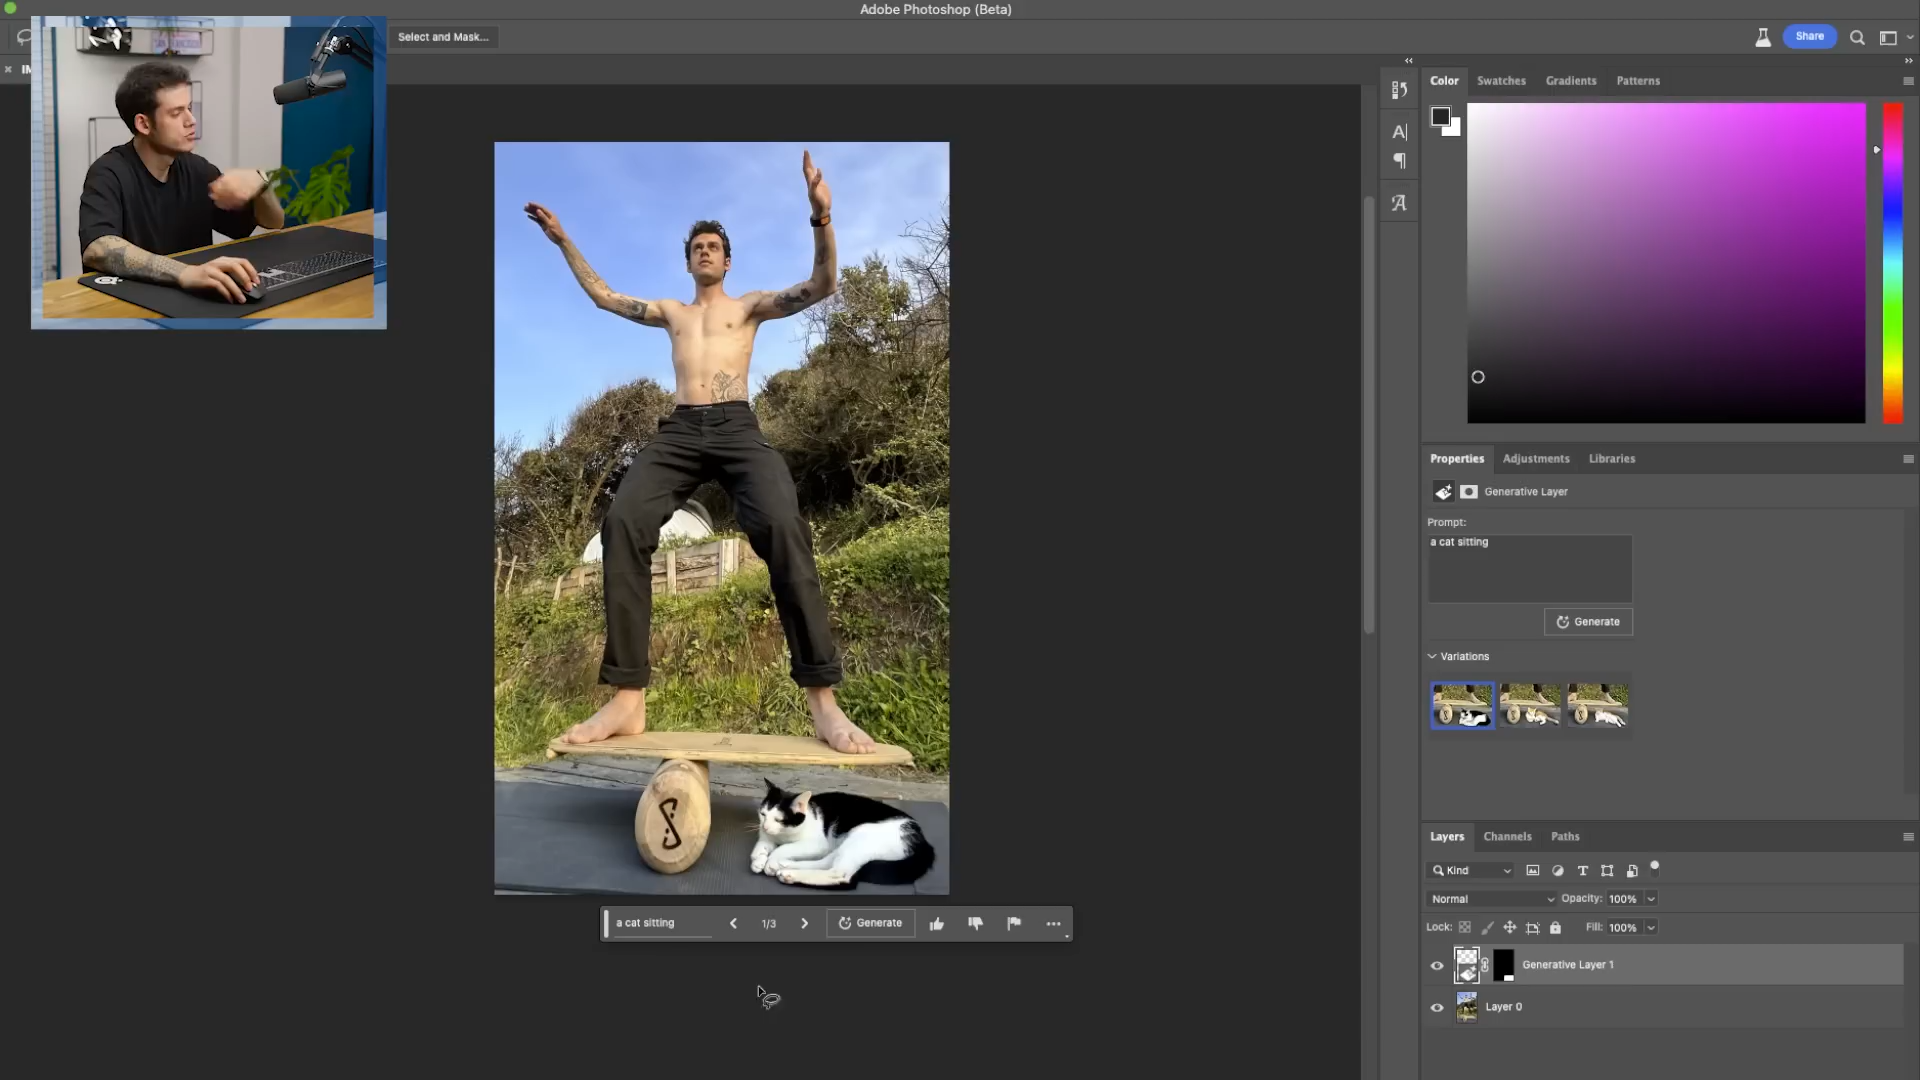 Adobe Photoshop (Beta)
Select and Mask...
Share
Color
Swatches
Gradients
Patterns
Properties
Adjustments
Libraries
Generative Layer
Prompt:
a cat sitting
Generate
Variations
a cat sitting
1/3
Generate
...
Layers
Channels
Paths
Kind
Normal
Opacity: 100%
Lock:
Fill: 100%
Generative Layer 1
Layer 0